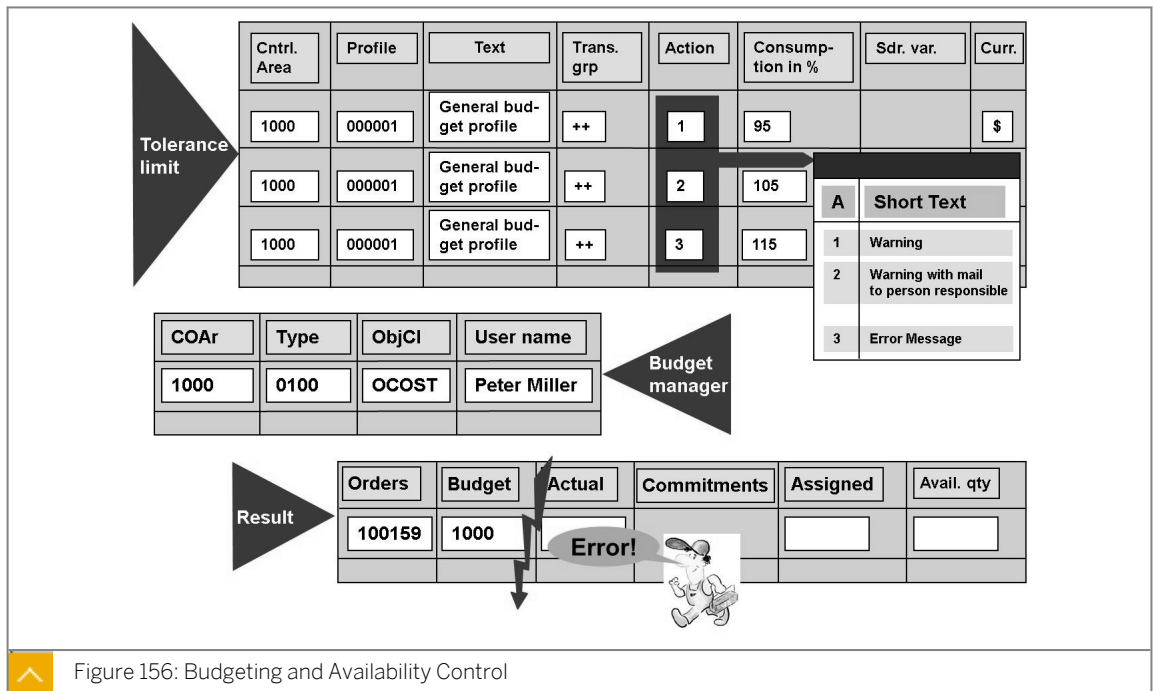 Cntrl. Area Profile Text Trans. grp Action Consump-tion in % Sdr. var. Curr.
Tolerance limit
1000 000001 General bud-get profile ++ 1 95 $
1000 000001 General bud-get profile ++ 2 105
1000 000001 General bud-get profile ++ 3 115
A Short Text
1 Warning
2 Warning with mail
to person responsible
3 Error Message
COAr Type ObjCl User name
1000 0100 OCOST Peter Miller
Budget
manager
Result
Orders Budget Actual Commitments Assigned Avail. qty
100159 1000
Error!
Figure 156: Budgeting and Availability Control